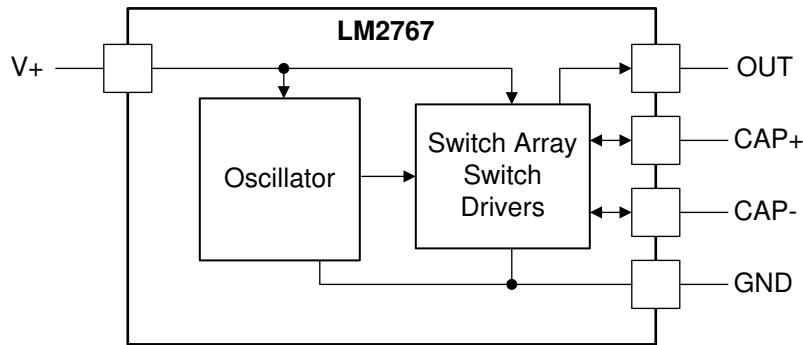 LM2767
V+
OUT
Oscillator
Switch Array
Switch
Drivers
CAP+
CAP-
GND